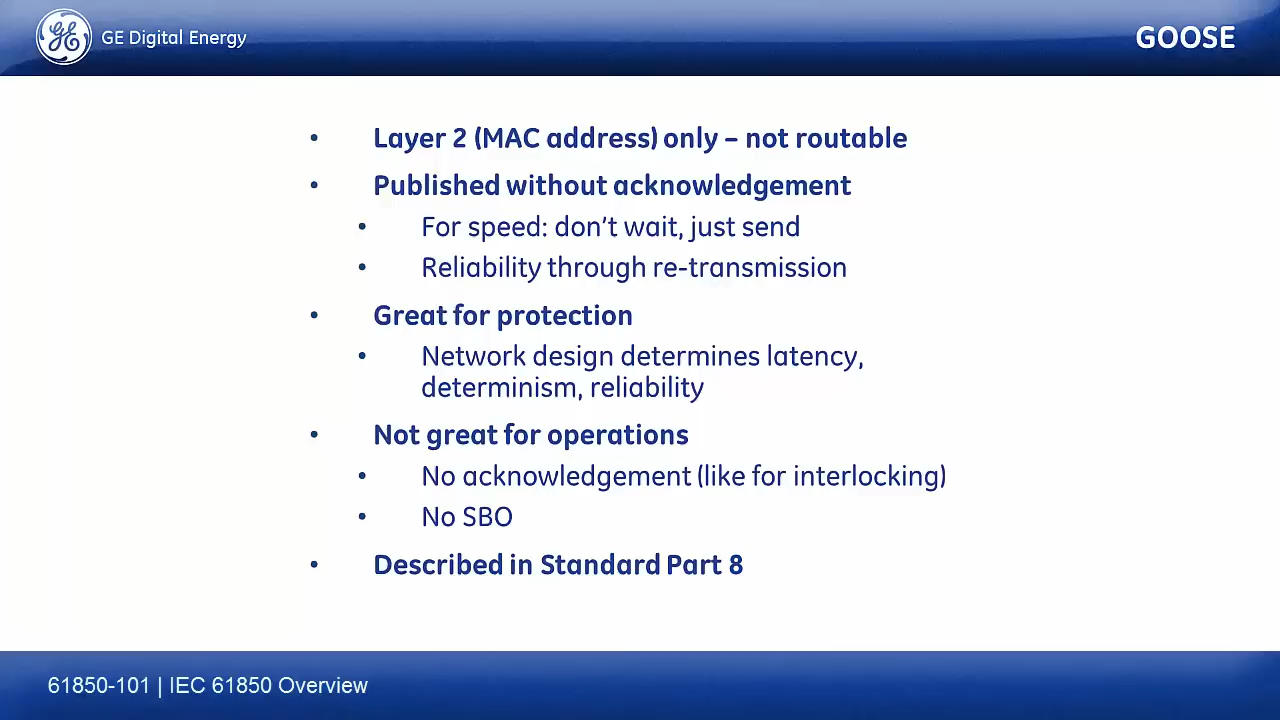 GE Digital Energy
GOOSE
• Layer 2 (MAC address) only – not routable
• Published without acknowledgement
• For speed: don't wait, just send
• Reliability through re-transmission
• Great for protection
• Network design determines latency,
determinism, reliability
• Not great for operations
• No acknowledgement (like for interlocking)
• No SBO
• Described in Standard Part 8
61850-101 | IEC 61850 Overview